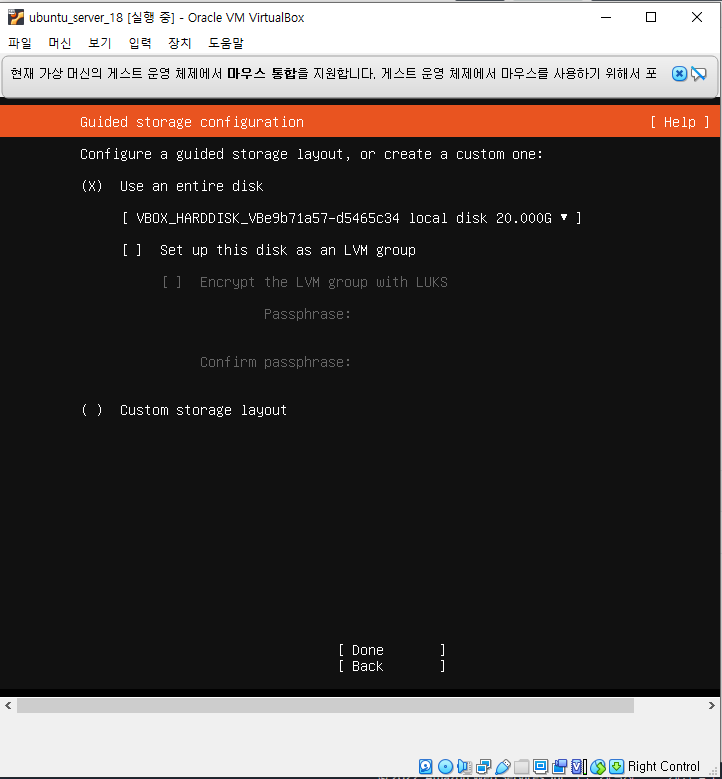 ubuntu_server_18 [실행 중] - Oracle VM VirtualBox
파일 머신 보기 입력 장치 도움말
현재 가상 머신의 게스트 운영 체제에서 마우스 통합을 지원합니다. 게스트 운영 체제에서 마우스를 사용하기 위해서 포
Guided storage configuration [ Help ]
Configure a guided storage layout, or create a custom one:
(X) Use an entire disk
[ VBOX_HARDDISK_VBe9b71a57-d5465c34 local disk 20.000G ▾ ]
[ ] Set up this disk as an LVM group
[ ] Encrypt the LVM group with LUKS
Passphrase:
Confirm passphrase:
( ) Custom storage layout
[ Done ]
[ Back ]
Right Control